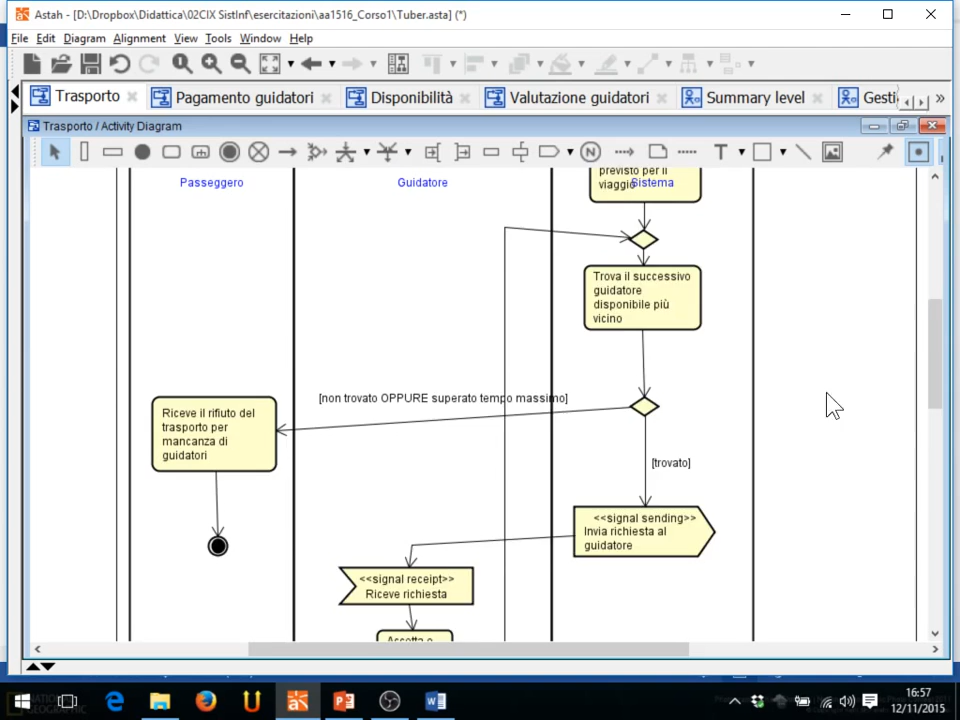 Astah - [D:\Dropbox\Didattica\02CIX SistInf\esercitazioni\aa1516_Corso1\Tuber.asta] (*)
File Edit Diagram Alignment View Tools Window Help
Trasporto Pagamento guidatori Disponibilità Valutazione guidatori Summary level Gesti
Trasporto / Activity Diagram
N T
Passeggero Guidatore Sistema
previsto per il
viaggio
Trova il successivo
guidatore
disponibile più
vicino
[non trovato OPPURE superato tempo massimo]
Riceve il rifiuto del
trasporto per
mancanza di
guidatori
[trovato]
<<signal sending>>
Invia richiesta al
guidatore
<<signal receipt>>
Riceve richiesta
Accetta o
16:57
12/11/2015